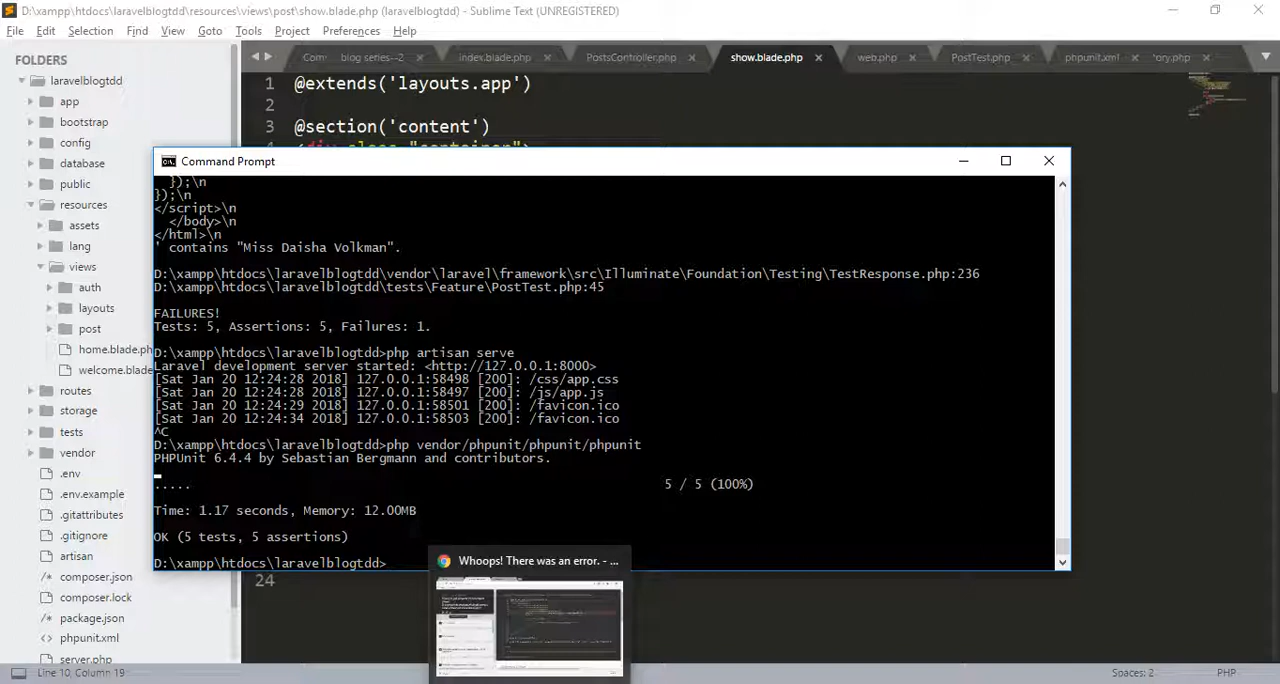 D:\xampp\htdocs\laravelblogtdd\resources\views\post\show.blade.php (laravelblogtdd) - Sublime Text (UNREGISTERED)
File Edit Selection Find View Goto Tools Project Preferences Help
FOLDERS
laravelblogtdd
app
bootstrap
config
database
public
resources
assets
lang
views
auth
layouts
post
home.blade.ph
welcome.blade
routes
storage
tests
vendor
.env
.env.example
.gitattributes
.gitignore
artisan
composer.json
composer.lock
package.json
phpunit.xml
server.php
Com blog series--2 index.blade.php PostsController.php show.blade.php web.php PostTest.php phpunit.xml ory.php
1 @extends('layouts.app')
2
3 @section('content')
4 <div class="container">
Command Prompt
});\n
});\n
</script>\n
</body>\n
</html>\n
' contains "Miss Daisha Volkman".
D:\xampp\htdocs\laravelblogtdd\vendor\laravel\framework\src\Illuminate\Foundation\Testing\TestResponse.php:236
D:\xampp\htdocs\laravelblogtdd\tests\Feature\PostTest.php:45
FAILURES!
Tests: 5, Assertions: 5, Failures: 1.
D:\xampp\htdocs\laravelblogtdd>php artisan serve
Laravel development server started: <http://127.0.0.1:8000>
[Sat Jan 20 12:24:28 2018] 127.0.0.1:58498 [200]: /css/app.css
[Sat Jan 20 12:24:28 2018] 127.0.0.1:58497 [200]: /js/app.js
[Sat Jan 20 12:24:29 2018] 127.0.0.1:58501 [200]: /favicon.ico
[Sat Jan 20 12:24:34 2018] 127.0.0.1:58503 [200]: /favicon.ico
^C
D:\xampp\htdocs\laravelblogtdd>php vendor/phpunit/phpunit/phpunit
PHPUnit 6.4.4 by Sebastian Bergmann and contributors.
..... 5 / 5 (100%)
Time: 1.17 seconds, Memory: 12.00MB
OK (5 tests, 5 assertions)
D:\xampp\htdocs\laravelblogtdd>
24
Whoops! There was an error. - ...
Line 10, Column 19
Spaces: 2
PHP